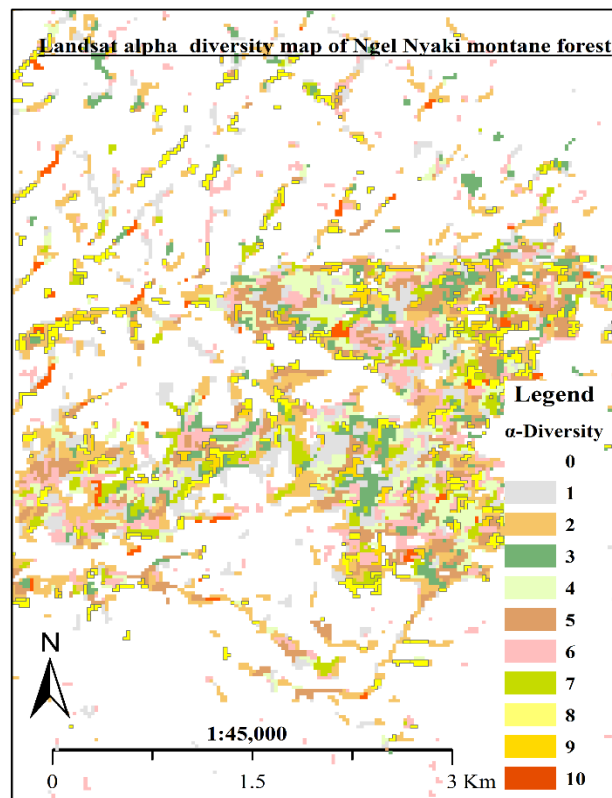 Landsat alpha diversity map of Ngel Nyaki montane forest
Legend
α-Diversity
0
1
2
3
4
5
6
7
8
9
10
N
1:45,000
0 1.5 3 Km